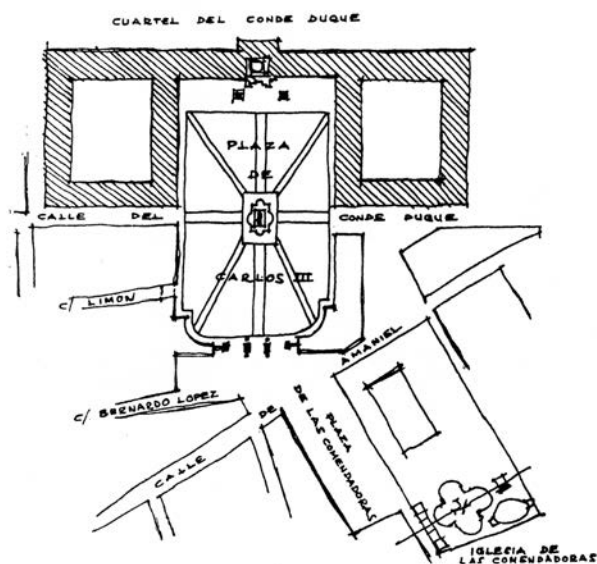 CUARTEL DEL CONDE DUQUE
PLAZA
DE
CALLE DEL CONDE DUQUE
CARLOS III
C/ LIMON
AMANIEL
C/ BERNARDO LOPEZ
CALLE DE
PLAZA
DE LAS COMENDADORAS
IGLESIA DE
LAS COMENDADORAS